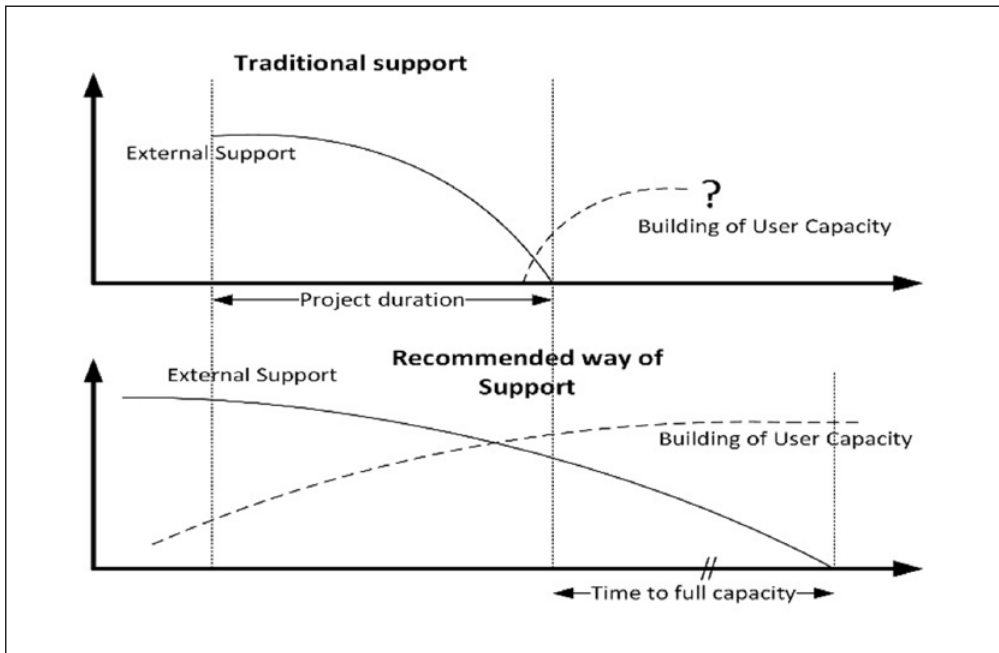 Traditional support
External Support
?
Building of User Capacity
Project duration
Recommended way of
Support
External Support
Building of User Capacity
Time to full capacity